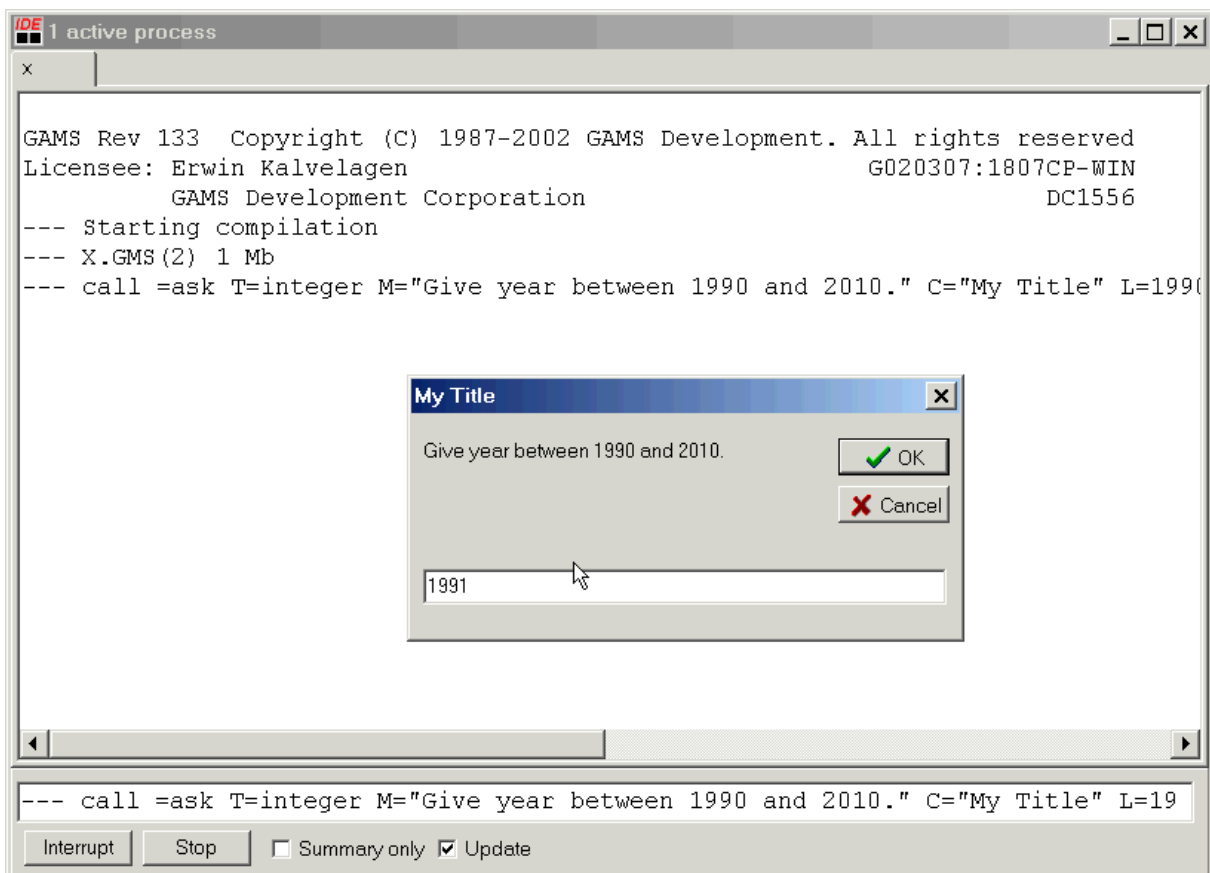 IDE 1 active process
x
GAMS Rev 133 Copyright (C) 1987-2002 GAMS Development. All rights reserved
Licensee: Erwin Kalvelagen G020307:1807CP-WIN
GAMS Development Corporation DC1556
--- Starting compilation
--- X.GMS(2) 1 Mb
--- call =ask T=integer M="Give year between 1990 and 2010." C="My Title" L=1990
My Title
Give year between 1990 and 2010.
OK
Cancel
1991
--- call =ask T=integer M="Give year between 1990 and 2010." C="My Title" L=19
Interrupt Stop Summary only Update